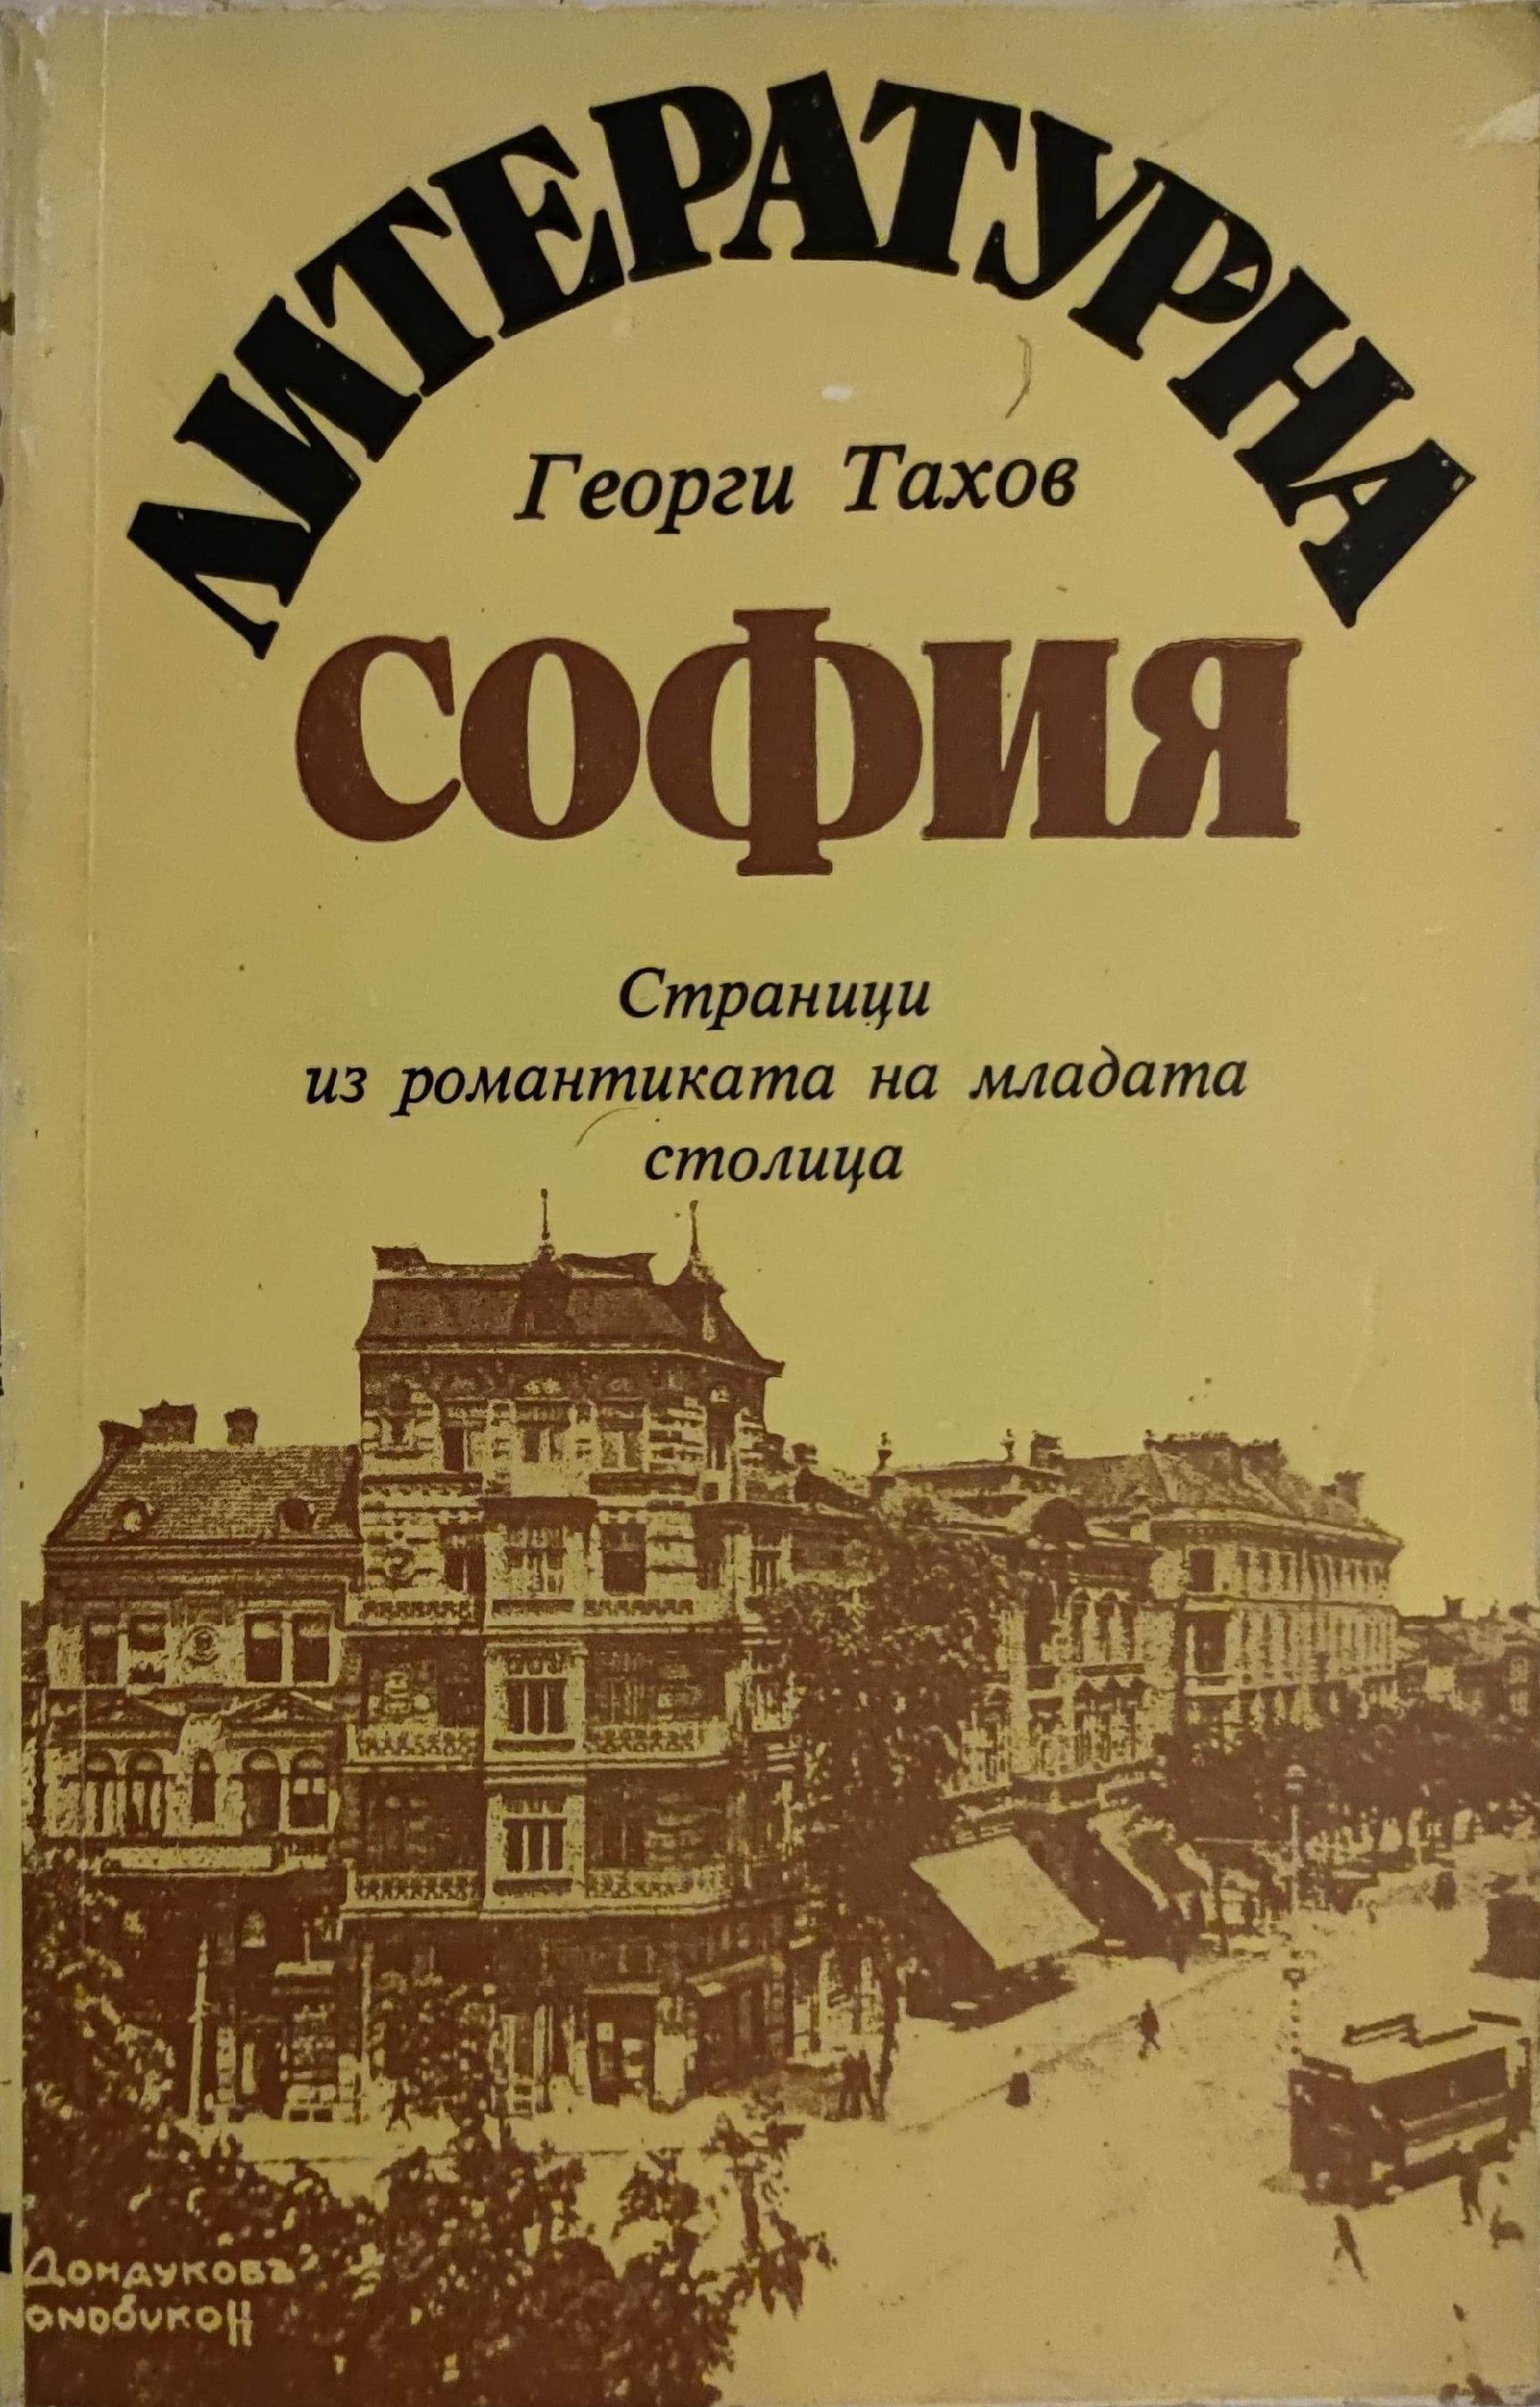 ЛИТЕРАТУРНА
Георги Тахов
СОФИЯ
Страници
из романтиката на младата
столица
Дондуковъ